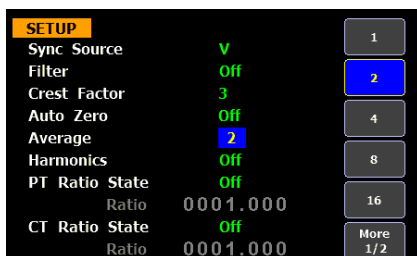 SETUP
Sync Source V
Filter Off
Crest Factor 3
Auto Zero Off
Average 2
Harmonics Off
PT Ratio State Off
Ratio 0001.000
CT Ratio State Off
Ratio 0001.000
1
2
4
8
16
More
1/2